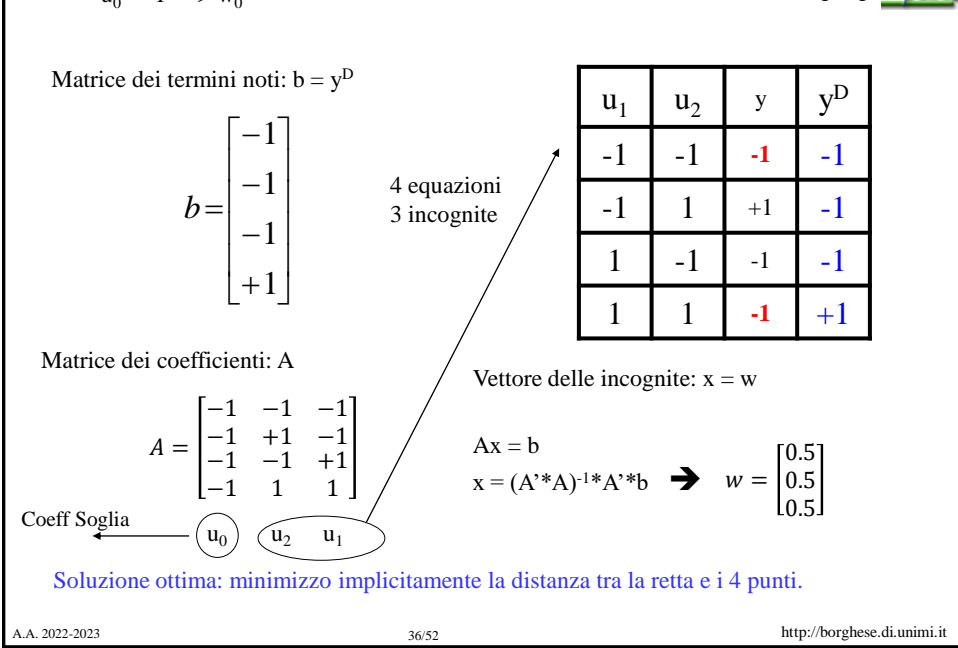 Matrice dei termini noti: b = yᴰ
b =
[−1]
[−1]
[−1]
[+1]
4 equazioni
3 incognite
u₁ u₂ y yᴰ
-1 -1 -1 -1
-1 1 +1 -1
1 -1 -1 -1
1 1 -1 +1
Matrice dei coefficienti: A
A =
[−1 −1 −1]
[−1 +1 −1]
[−1 −1 +1]
[−1 1 1]
Coeff Soglia
u₀ u₂ u₁
Vettore delle incognite: x = w
Ax = b
x = (A’*A)⁻¹*A’*b ➔ w =
[0.5]
[0.5]
[0.5]
Soluzione ottima: minimizzo implicitamente la distanza tra la retta e i 4 punti.
A.A. 2022-2023 36/52 http://borghese.di.unimi.it